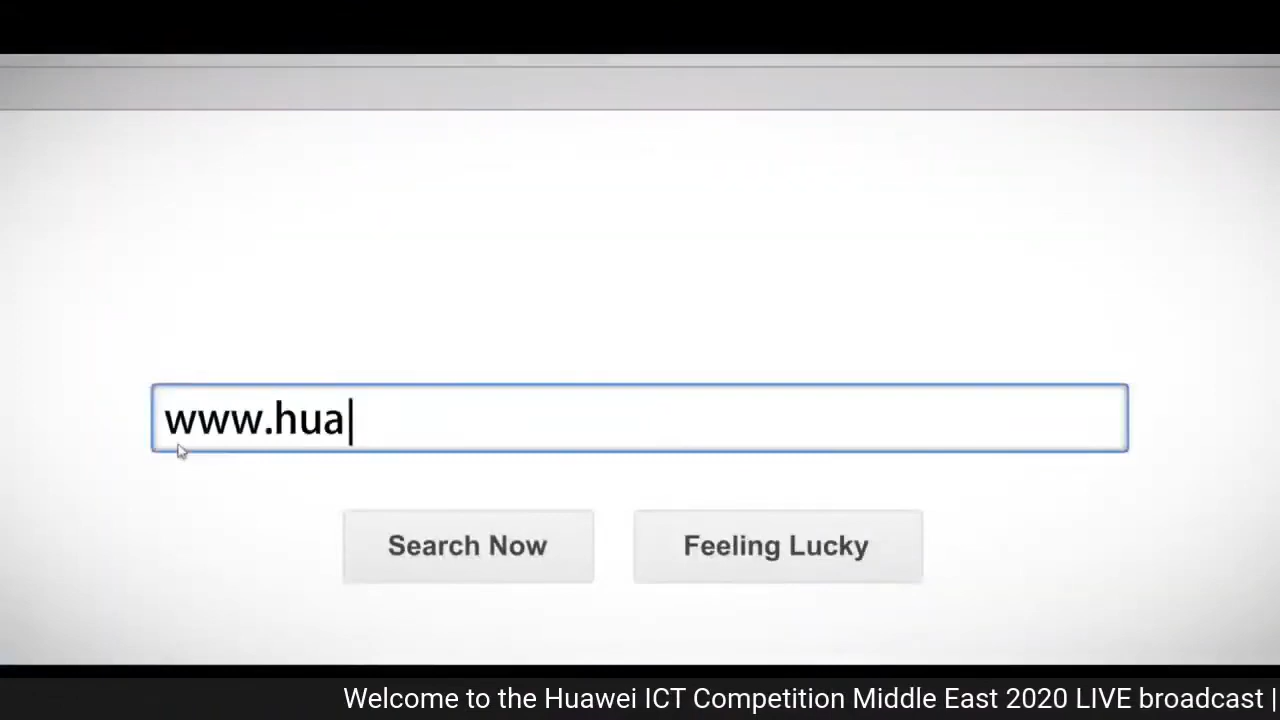 www.hua
Search Now
Feeling Lucky
Welcome to the Huawei ICT Competition Middle East 2020 LIVE broadcast |